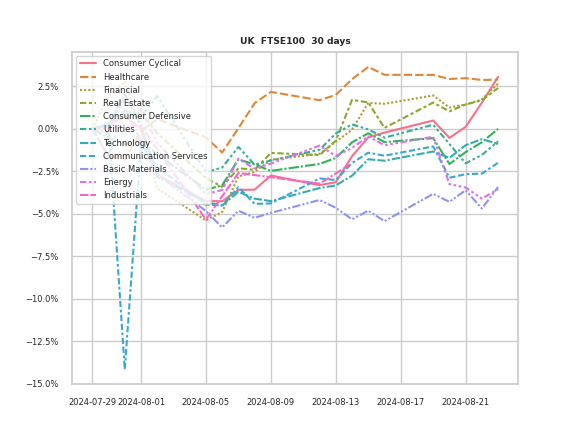 UK FTSE100 30 days
Consumer Cyclical
Healthcare
Financial
Real Estate
Consumer Defensive
Utilities
Technology
Communication Services
Basic Materials
Energy
Industrials
2.5%
0.0%
−2.5%
−5.0%
−7.5%
−10.0%
−12.5%
−15.0%
2024-07-29 2024-08-01 2024-08-05 2024-08-09 2024-08-13 2024-08-17 2024-08-21